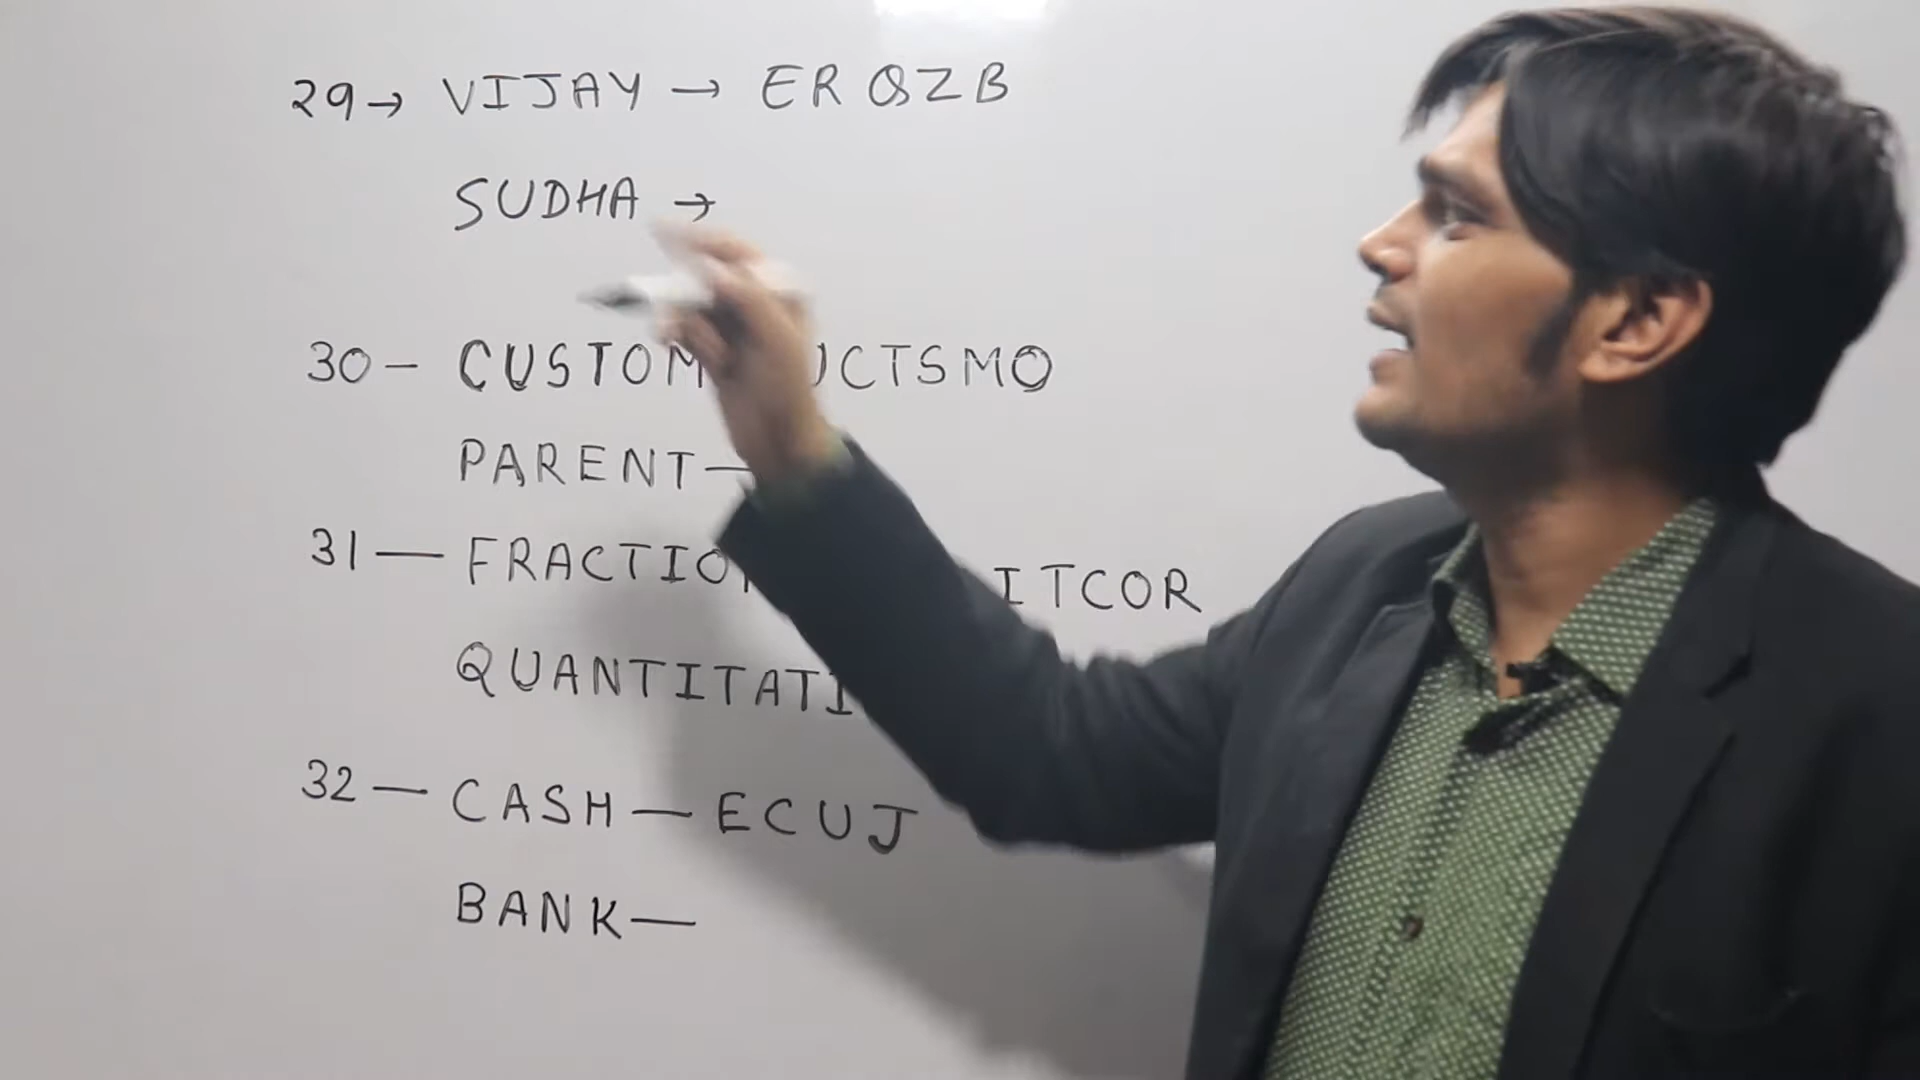 29→ VIJAY → ERQZB
SUDHA →
30 - CUSTOM UCTSMO
PARENT —
31 — FRACTIO ITCOR
QUANTITATI
32 — CASH — ECUJ
BANK —